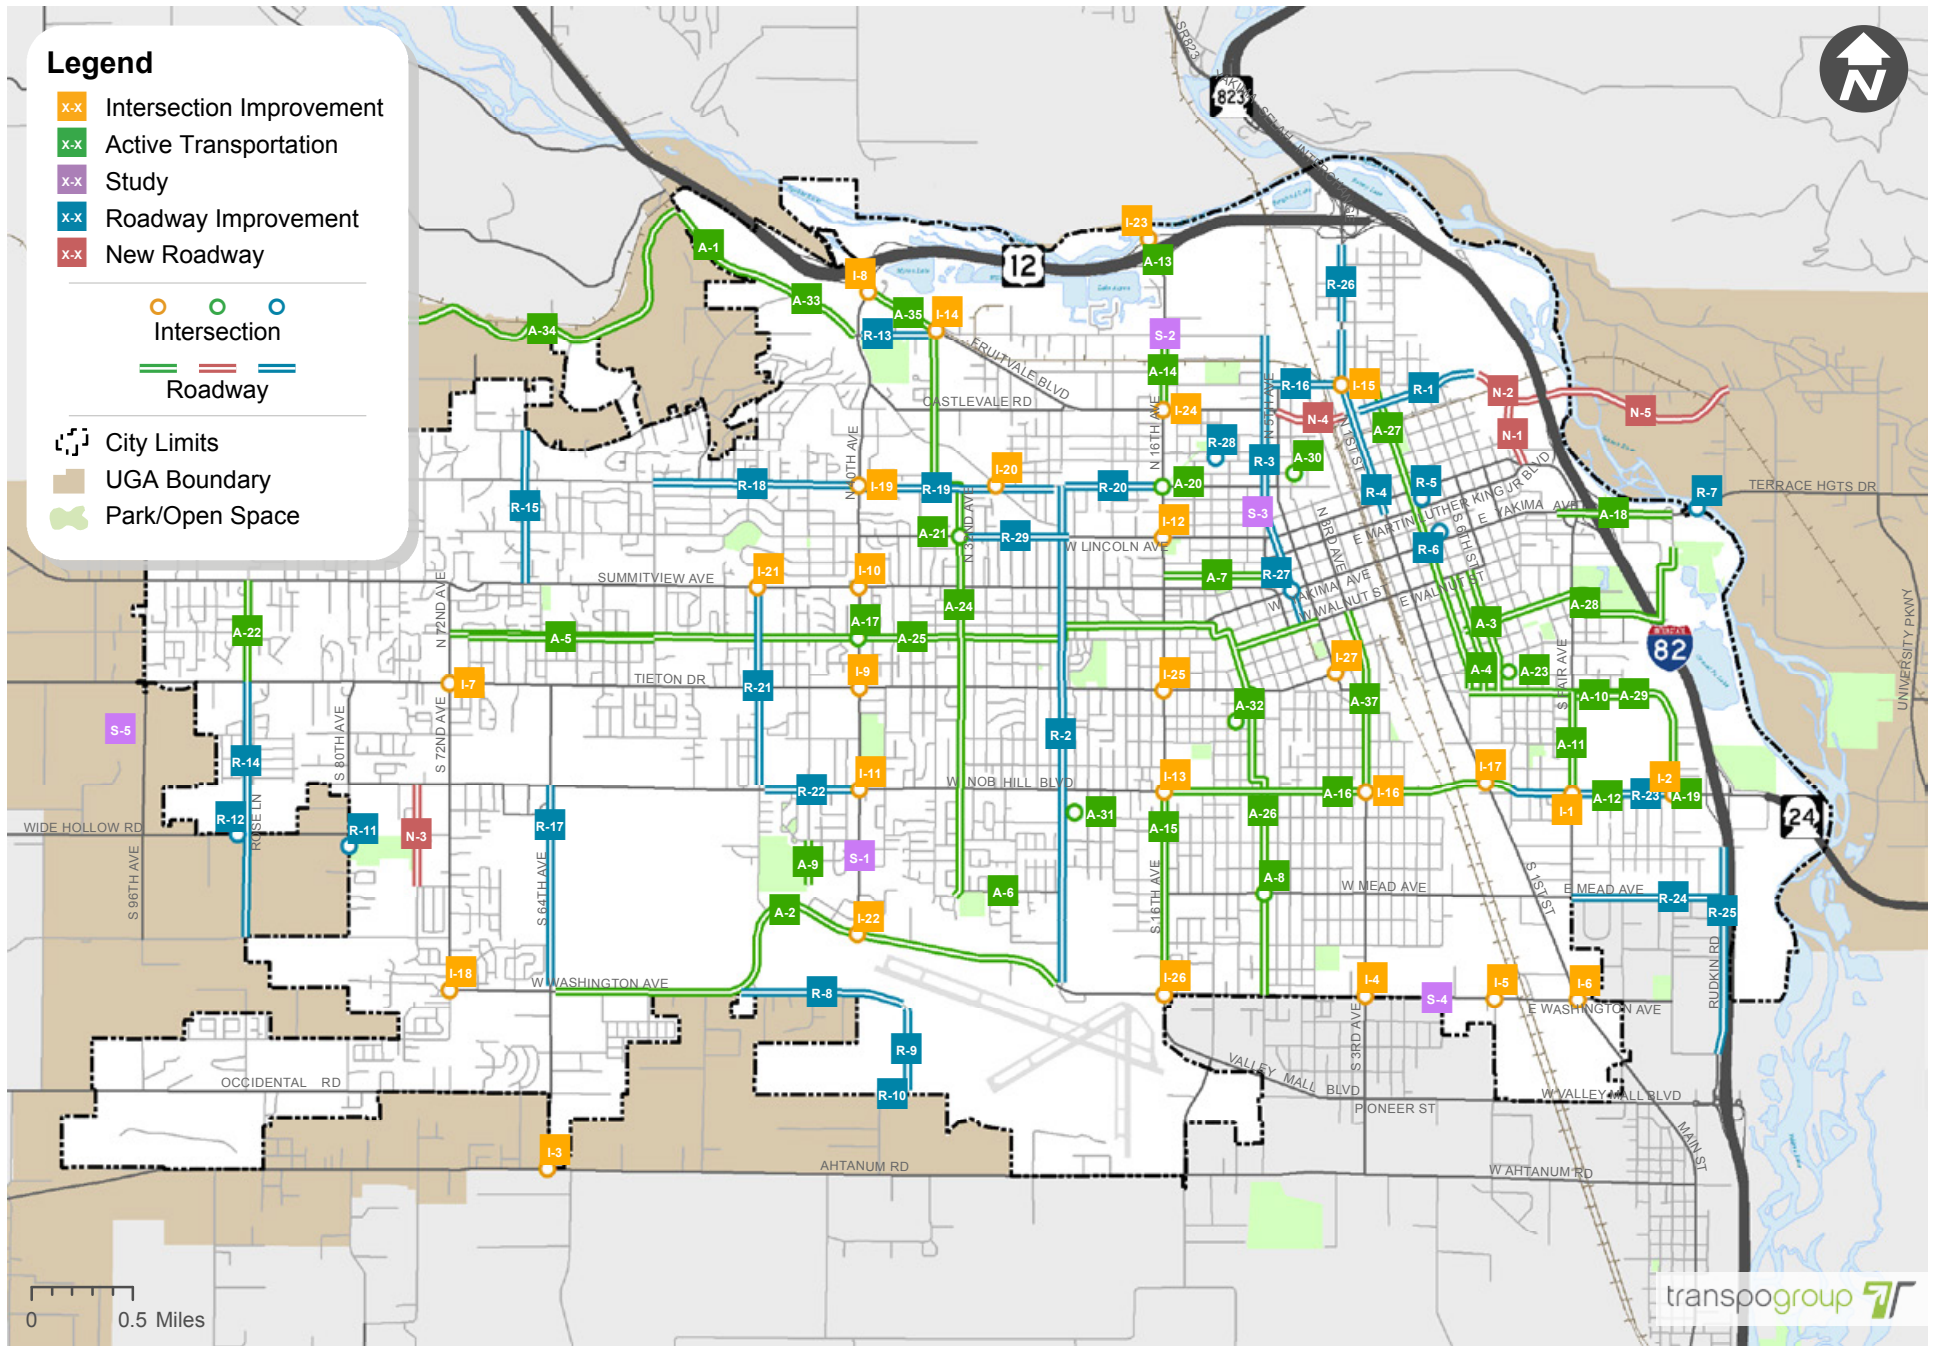 Legend
X-X Intersection Improvement
X-X Active Transportation
X-X Study
X-X Roadway Improvement
X-X New Roadway
Intersection
Roadway
City Limits
UGA Boundary
Park/Open Space
N
SR823
823
12
I-23
A-13
A-1
I-8
A-33
A-35
I-14
A-34
R-13
R-26
S-2
FRUITVALE BLVD
A-14
R-16
I-15
R-1
N-2
N-5
CASTLEVALE RD
I-24
N-4
A-27
N-1
N 5TH AVE
N 16TH AVE
N 40TH AVE
N 1ST ST
R-28
R-3
A-30
R-18
I-19
R-19
I-20
R-20
A-20
R-4
R-5
R-7
TERRACE HGTS DR
R-15
S-3
E MARTIN LUTHER KING JR BLVD
E YAKIMA AVE
A-18
A-21
N 32ND AVE
R-29
I-12
W LINCOLN AVE
N 3RD AVE
R-6
S 8TH ST
SUMMITVIEW AVE
I-21
I-10
A-7
R-27
W YAKIMA AVE
W WALNUT ST
E WALNUT ST
A-28
A-24
A-22
N 72ND AVE
A-5
A-17
A-25
A-3
82
UNIVERSITY PKWY
I-27
I-7
TIETON DR
I-9
I-25
A-4
A-23
S FAIR AVE
R-21
A-32
A-37
A-10
A-29
S-5
S 80TH AVE
S 72ND AVE
R-2
A-11
R-14
I-11
W NOB HILL BLVD
I-13
I-17
I-2
R-22
A-16
I-16
A-12
R-23
A-19
I-1
R-12
ROSE LN
R-11
N-3
R-17
A-31
A-15
A-26
24
WIDE HOLLOW RD
S 96TH AVE
S 64TH AVE
A-9
S-1
A-6
S 16TH AVE
A-8
W MEAD AVE
S 1ST ST
E MEAD AVE
R-24
R-25
A-2
I-22
RUDKIN RD
I-18
W WASHINGTON AVE
R-8
I-26
I-4
S-4
I-5
I-6
E WASHINGTON AVE
R-9
S 3RD AVE
VALLEY MALL BLVD
OCCIDENTAL RD
R-10
PIONEER ST
W VALLEY MALL BLVD
MAIN ST
I-3
AHTANUM RD
W AHTANUM RD
0 0.5 Miles
transpogroup